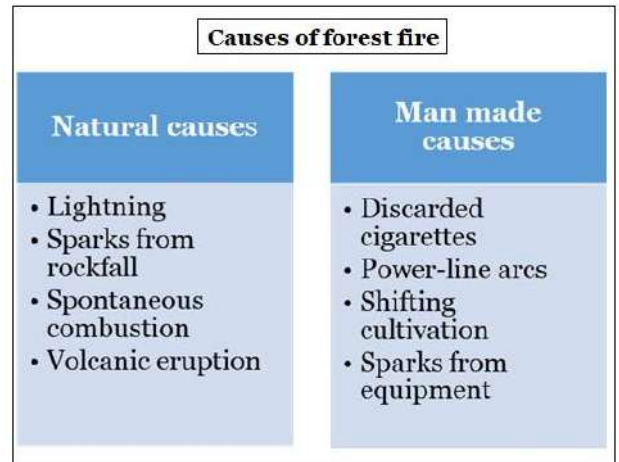 Causes of forest fire
Natural causes
• Lightning
• Sparks from
rockfall
• Spontaneous
combustion
• Volcanic eruption
Man made
causes
• Discarded
cigarettes
• Power-line arcs
• Shifting
cultivation
• Sparks from
equipment